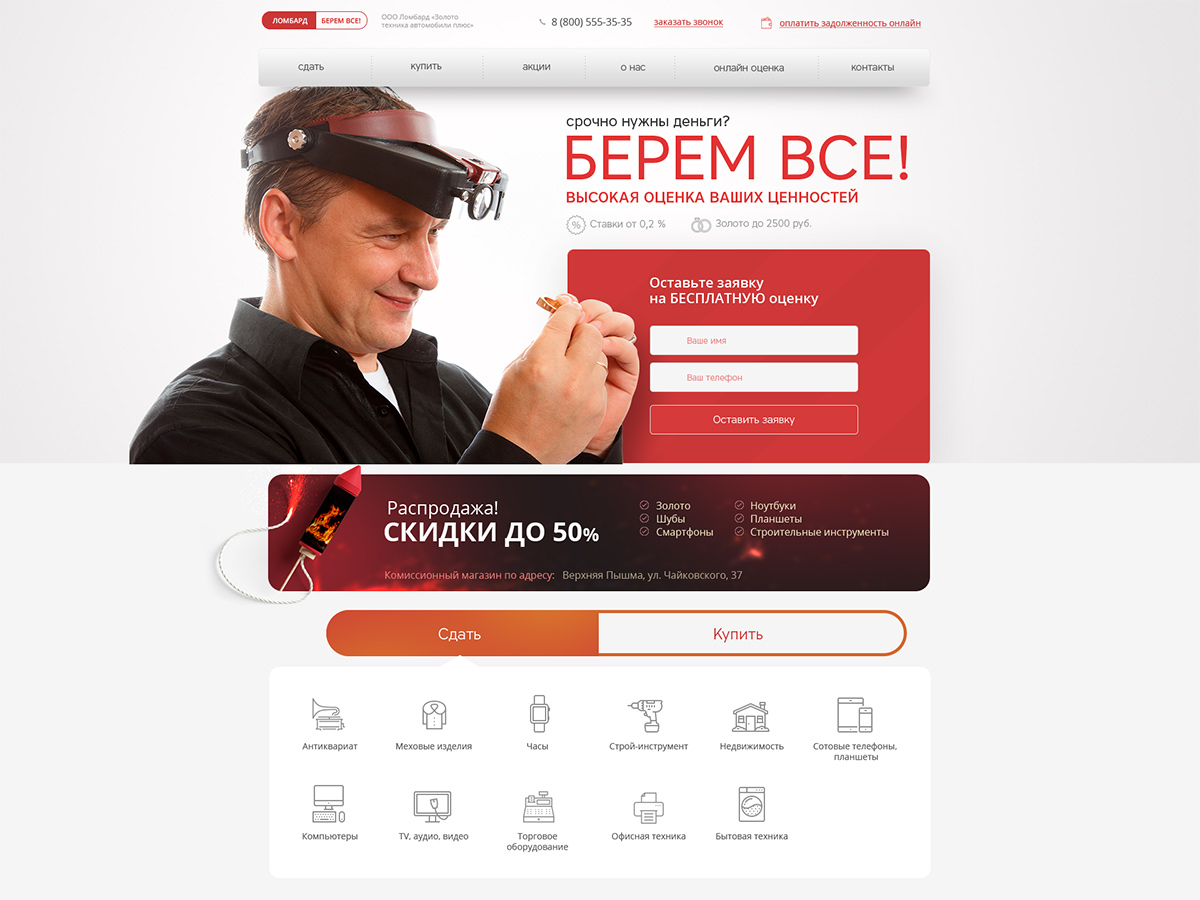 ЛОМБАРД БЕРЕМ ВСЕ!
ООО Ломбард «Золото
техника автомобили плюс»
8 (800) 555-35-35
заказать звонок
оплатить задолженность онлайн
сдать
купить
акции
о нас
онлайн оценка
контакты
срочно нужны деньги?
БЕРЕМ ВСЕ!
ВЫСОКАЯ ОЦЕНКА ВАШИХ ЦЕННОСТЕЙ
% Ставки от 0,2 %
Золото до 2500 руб.
Оставьте заявку
на БЕСПЛАТНУЮ оценку
Ваше имя
Ваш телефон
Оставить заявку
Распродажа!
СКИДКИ ДО 50%
Золото
Шубы
Смартфоны
Ноутбуки
Планшеты
Строительные инструменты
Комиссионный магазин по адресу: Верхняя Пышма, ул. Чайковского, 37
Сдать
Купить
Антиквариат
Меховые изделия
Часы
Строй-инструмент
Недвижимость
Сотовые телефоны,
планшеты
Компьютеры
TV, аудио, видео
Торговое
оборудование
Офисная техника
Бытовая техника